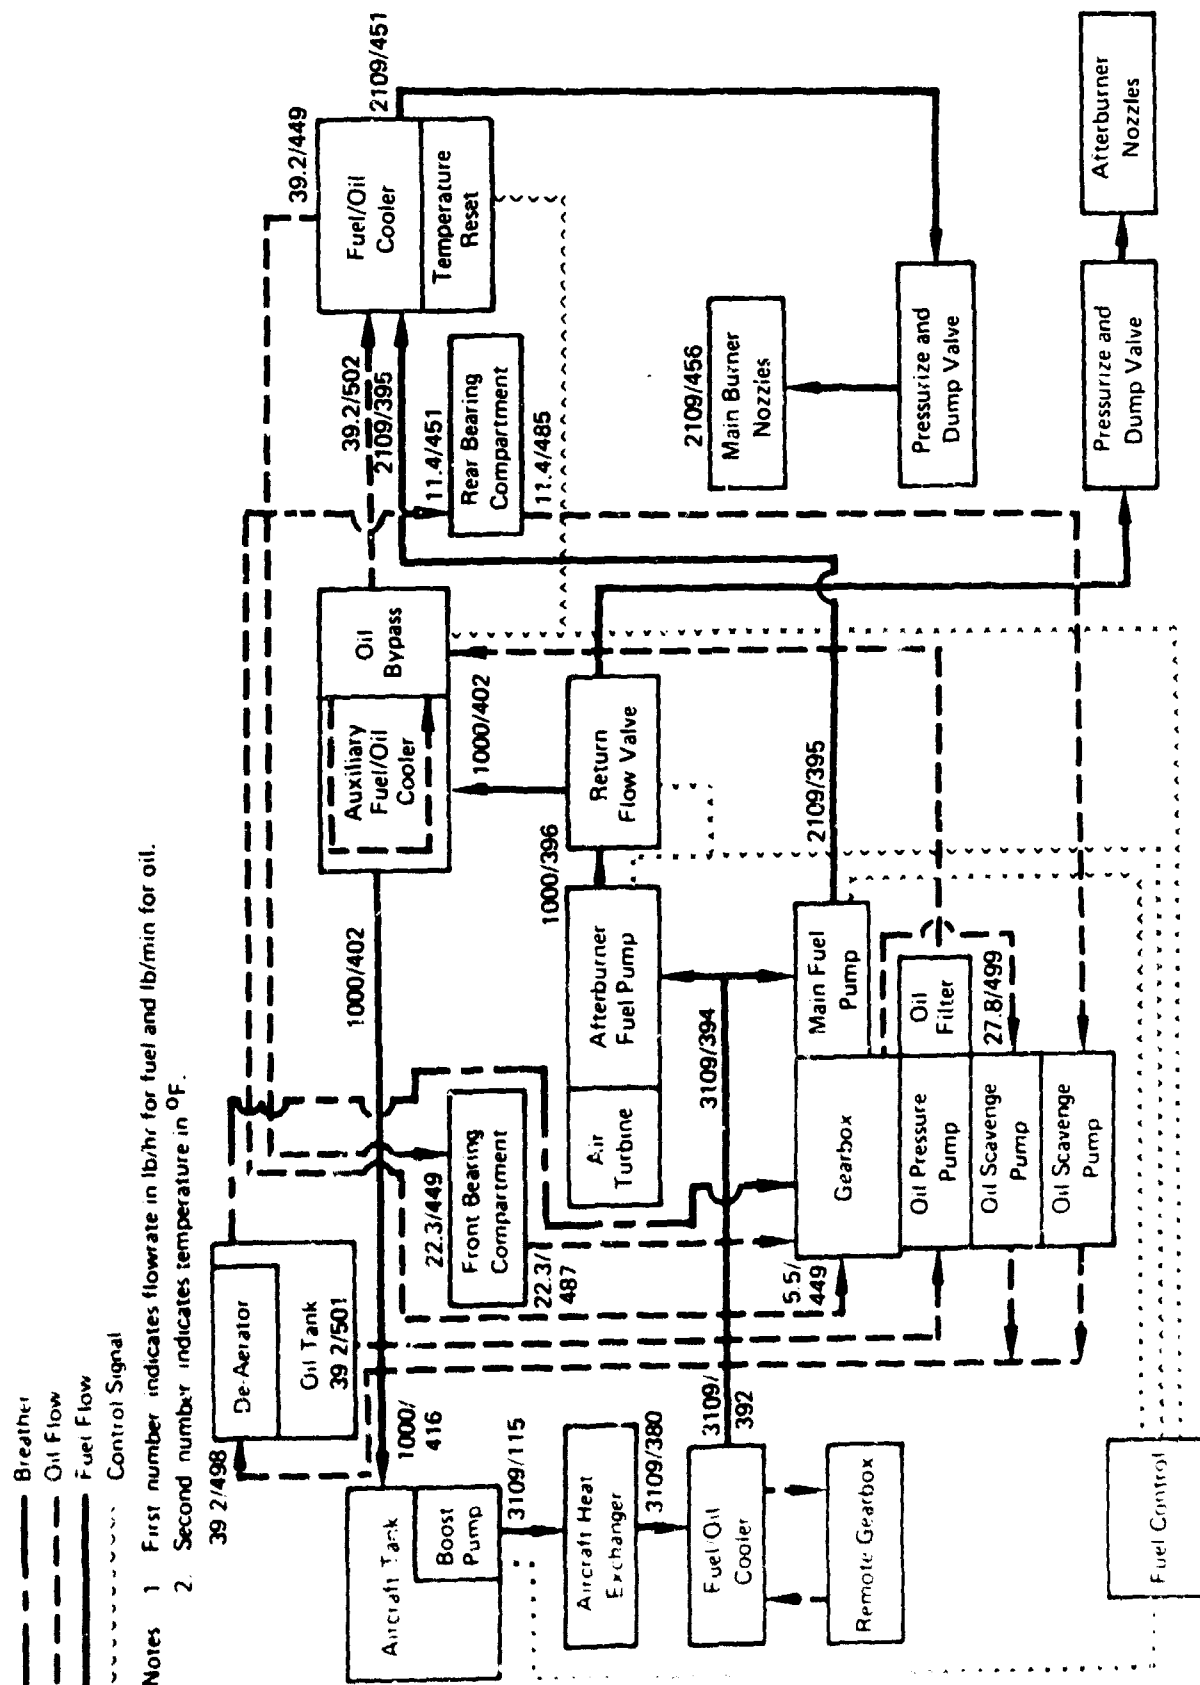 Breather
Oil Flow
Fuel Flow
Control Signal
Notes 1 First number indicates flowrate in lb/hr for fuel and lb/min for oil.
2. Second number indicates temperature in °F.
39 2/498
De-Aerator
Oil Tank
39 2/501
1000/402
39.2/449
2109/451
Fuel/Oil
Cooler
Temperature
Reset
39.2/502
2109/395
Oil
Bypass
Auxiliary
Fuel/Oil
Cooler
1000/402
11.4/451
Rear Bearing
Compartment
11.4/485
22.3/449
Front Bearing
Compartment
22.3/
487
1000/
416
Aircraft Tank
Boost
Pump
3109/115
Aircraft Heat
Exchanger
3109/380
Fuel/Oil
Cooler
3109/
392
Remote Gearbox
Air
Turbine
Afterburner
Fuel Pump
1000/396
Return
Flow Valve
3109/394
2109/395
Main Fuel
Pump
Gearbox
5.5/
449
Oil Pressure
Pump
Oil
Filter
27.8/499
Oil Scavenge
Pump
Oil Scavenge
Pump
2109/456
Main Burner
Nozzles
Pressurize and
Dump Valve
Pressurize and
Dump Valve
Afterburner
Nozzles
Fuel Control